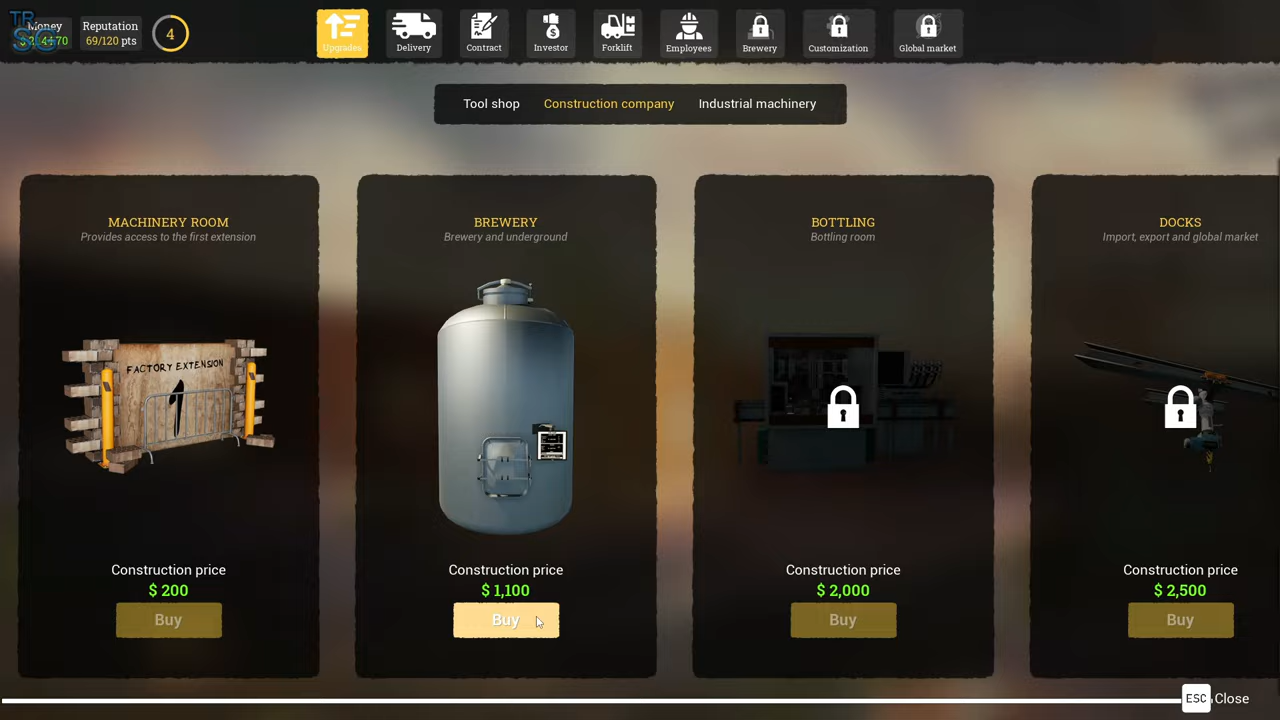 Money
Reputation
69/120 pts
4
Upgrades
Delivery
Contract
Investor
Forklift
Employees
Brewery
Customization
Global market
Tool shop
Construction company
Industrial machinery
MACHINERY ROOM
Provides access to the first extension
FACTORY EXTENSION
1
Construction price
$ 200
Buy
BREWERY
Brewery and underground
Construction price
$ 1,100
Buy
BOTTLING
Bottling room
Construction price
$ 2,000
Buy
DOCKS
Import, export and global market
Construction price
$ 2,500
Buy
ESC Close